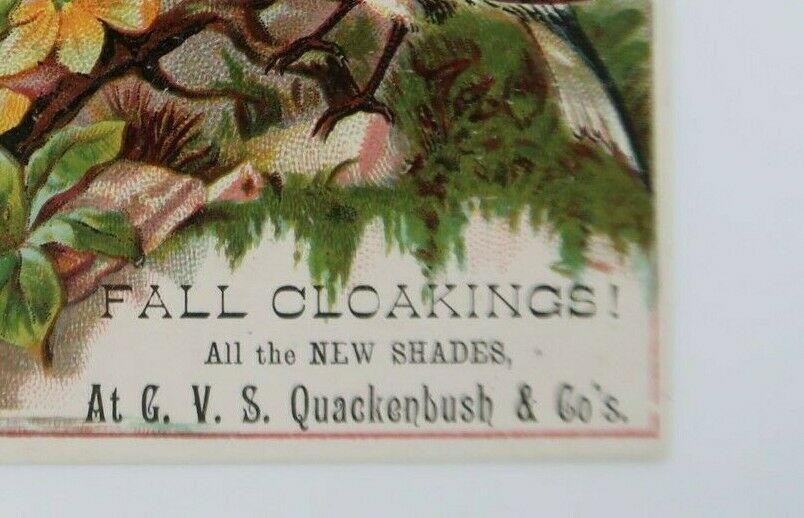 FALL CLOAKINGS!
All the NEW SHADES,
At G. V. S. Quackenbush & Co's.